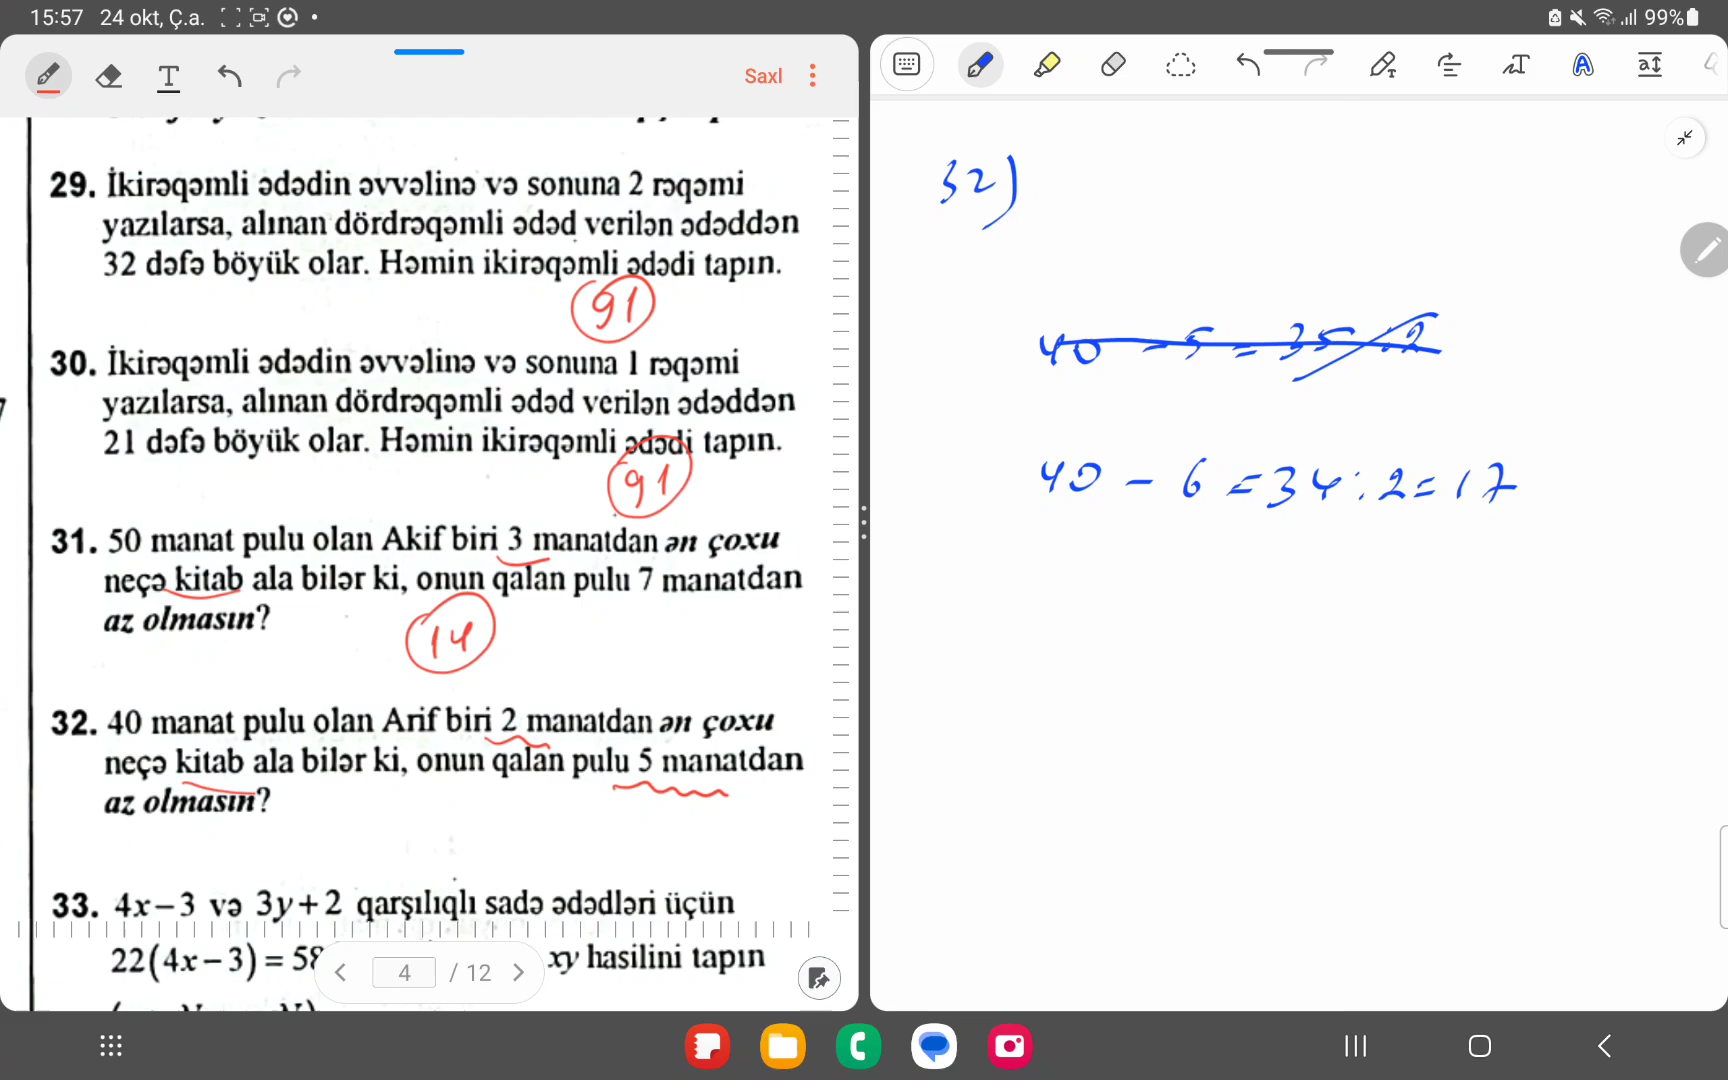 15:57 24 okt, Ç.a.
99%
Saxl
29. İkirəqəmli ədədin əvvəlinə və sonuna 2 rəqəmi
yazılarsa, alınan dördrəqəmli ədəd verilən ədəddən
32 dəfə böyük olar. Həmin ikirəqəmli ədədi tapın.
91
30. İkirəqəmli ədədin əvvəlinə və sonuna 1 rəqəmi
yazılarsa, alınan dördrəqəmli ədəd verilən ədəddən
21 dəfə böyük olar. Həmin ikirəqəmli ədədi tapın.
91
31. 50 manat pulu olan Akif biri 3 manatdan ən çoxu
neçə kitab ala bilər ki, onun qalan pulu 7 manatdan
az olmasın?
14
32. 40 manat pulu olan Arif biri 2 manatdan ən çoxu
neçə kitab ala bilər ki, onun qalan pulu 5 manatdan
az olmasın?
33. 4x−3 və 3y+2 qarşılıqlı sadə ədədləri üçün
22(4x−3)=58 xy hasilini tapın
4 / 12
32)
40 − 5 = 35 : 2
40 − 6 = 34 : 2 = 17